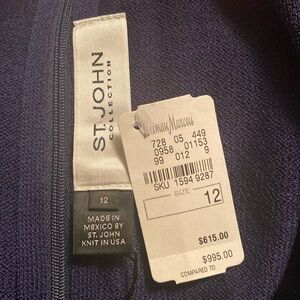 ST. JOHN
COLLECTION
12
MADE IN
MEXICO BY
ST. JOHN
KNIT IN USA
Neiman Marcus
728 05 449
0958 01153
99 012 9
SKU 1594 9287
SIZE
12
$615.00
$995.00
COMPARED TO